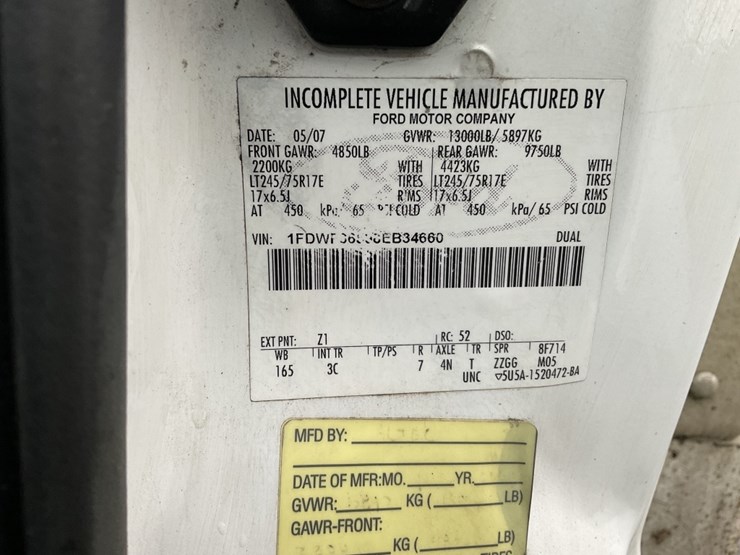 INCOMPLETE VEHICLE MANUFACTURED BY
FORD MOTOR COMPANY
DATE: 05/07 GVWR: 13000LB/ 5897KG
FRONT GAWR: 4850LB REAR GAWR: 9750LB
2200KG WITH 4423KG WITH
LT245/75R17E TIRES LT245/75R17E TIRES
17x6.5J RIMS 17x6.5J RIMS
AT 450 kPa/ 65 PSI COLD AT 450 kPa/ 65 PSI COLD
VIN: DUAL
EXT PNT: Z1 RC: 52 DSO:
WB INT TR TP/PS R AXLE TR SPR 8F714
165 3C 7 4N T ZZGG M05
UNC ▽5U5A-1520472-BA
MFD BY:
DATE OF MFR:MO. YR.
GVWR: KG ( LB)
GAWR-FRONT:
KG ( LB)